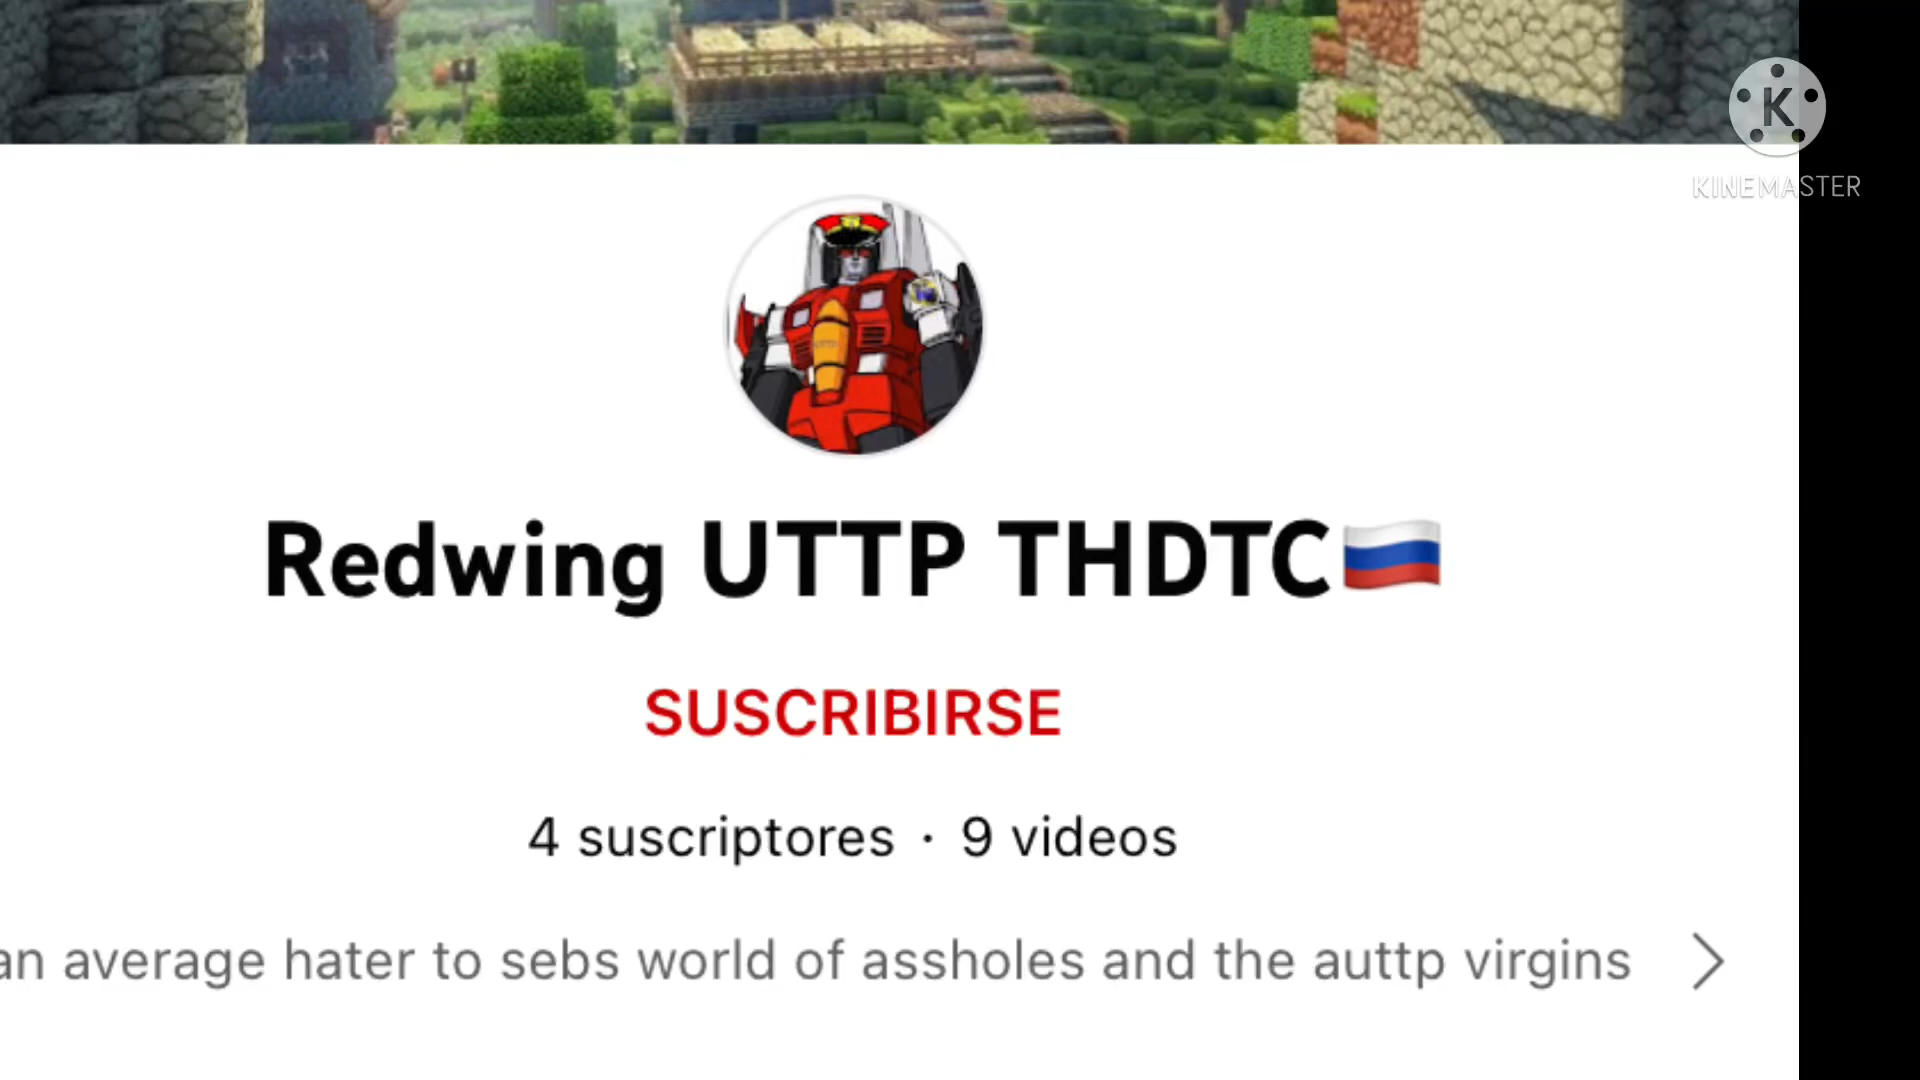 K
KINEMASTER
Redwing UTTP THDTC🇷🇺
SUSCRIBIRSE
4 suscriptores · 9 videos
an average hater to sebs world of assholes and the auttp virgins